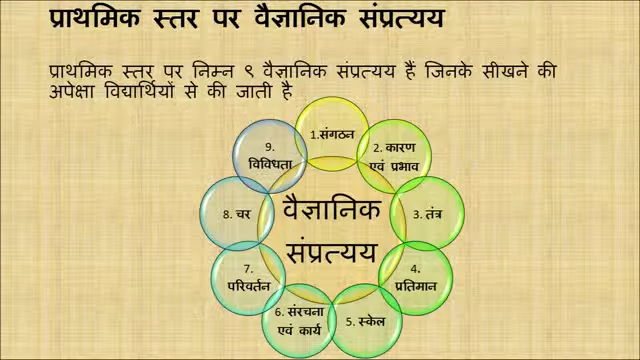 प्राथमिक स्तर पर वैज्ञानिक संप्रत्यय
प्राथमिक स्तर पर निम्न ९ वैज्ञानिक संप्रत्यय हैं जिनके सीखने की
अपेक्षा विद्यार्थियों से की जाती है
1.संगठन
2. कारण
एवं प्रभाव
3. तंत्र
4.
प्रतिमान
5. स्केल
6. संरचना
एवं कार्य
7.
परिवर्तन
8. चर
9.
विविधता
वैज्ञानिक
संप्रत्यय